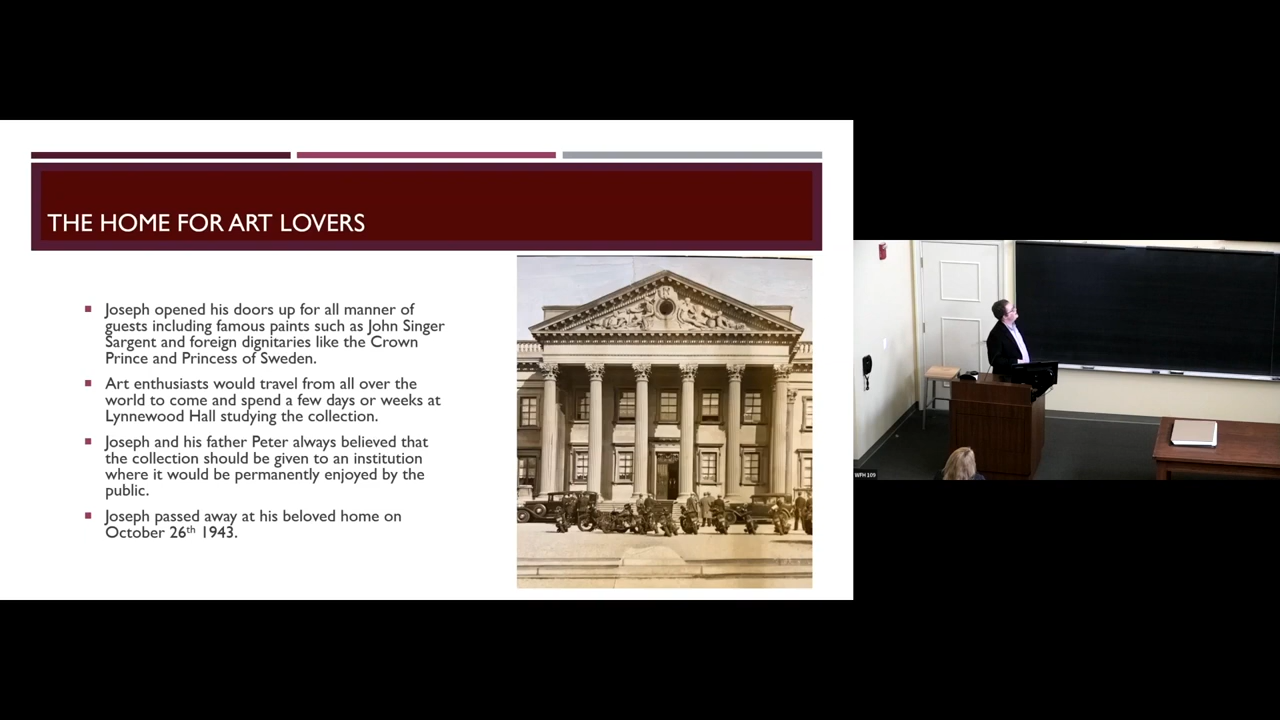 THE HOME FOR ART LOVERS
Joseph opened his doors up for all manner of
guests including famous paints such as John Singer
Sargent and foreign dignitaries like the Crown
Prince and Princess of Sweden.
Art enthusiasts would travel from all over the
world to come and spend a few days or weeks at
Lynnewood Hall studying the collection.
Joseph and his father Peter always believed that
the collection should be given to an institution
where it would be permanently enjoyed by the
public.
Joseph passed away at his beloved home on
October 26th 1943.
WFH 109